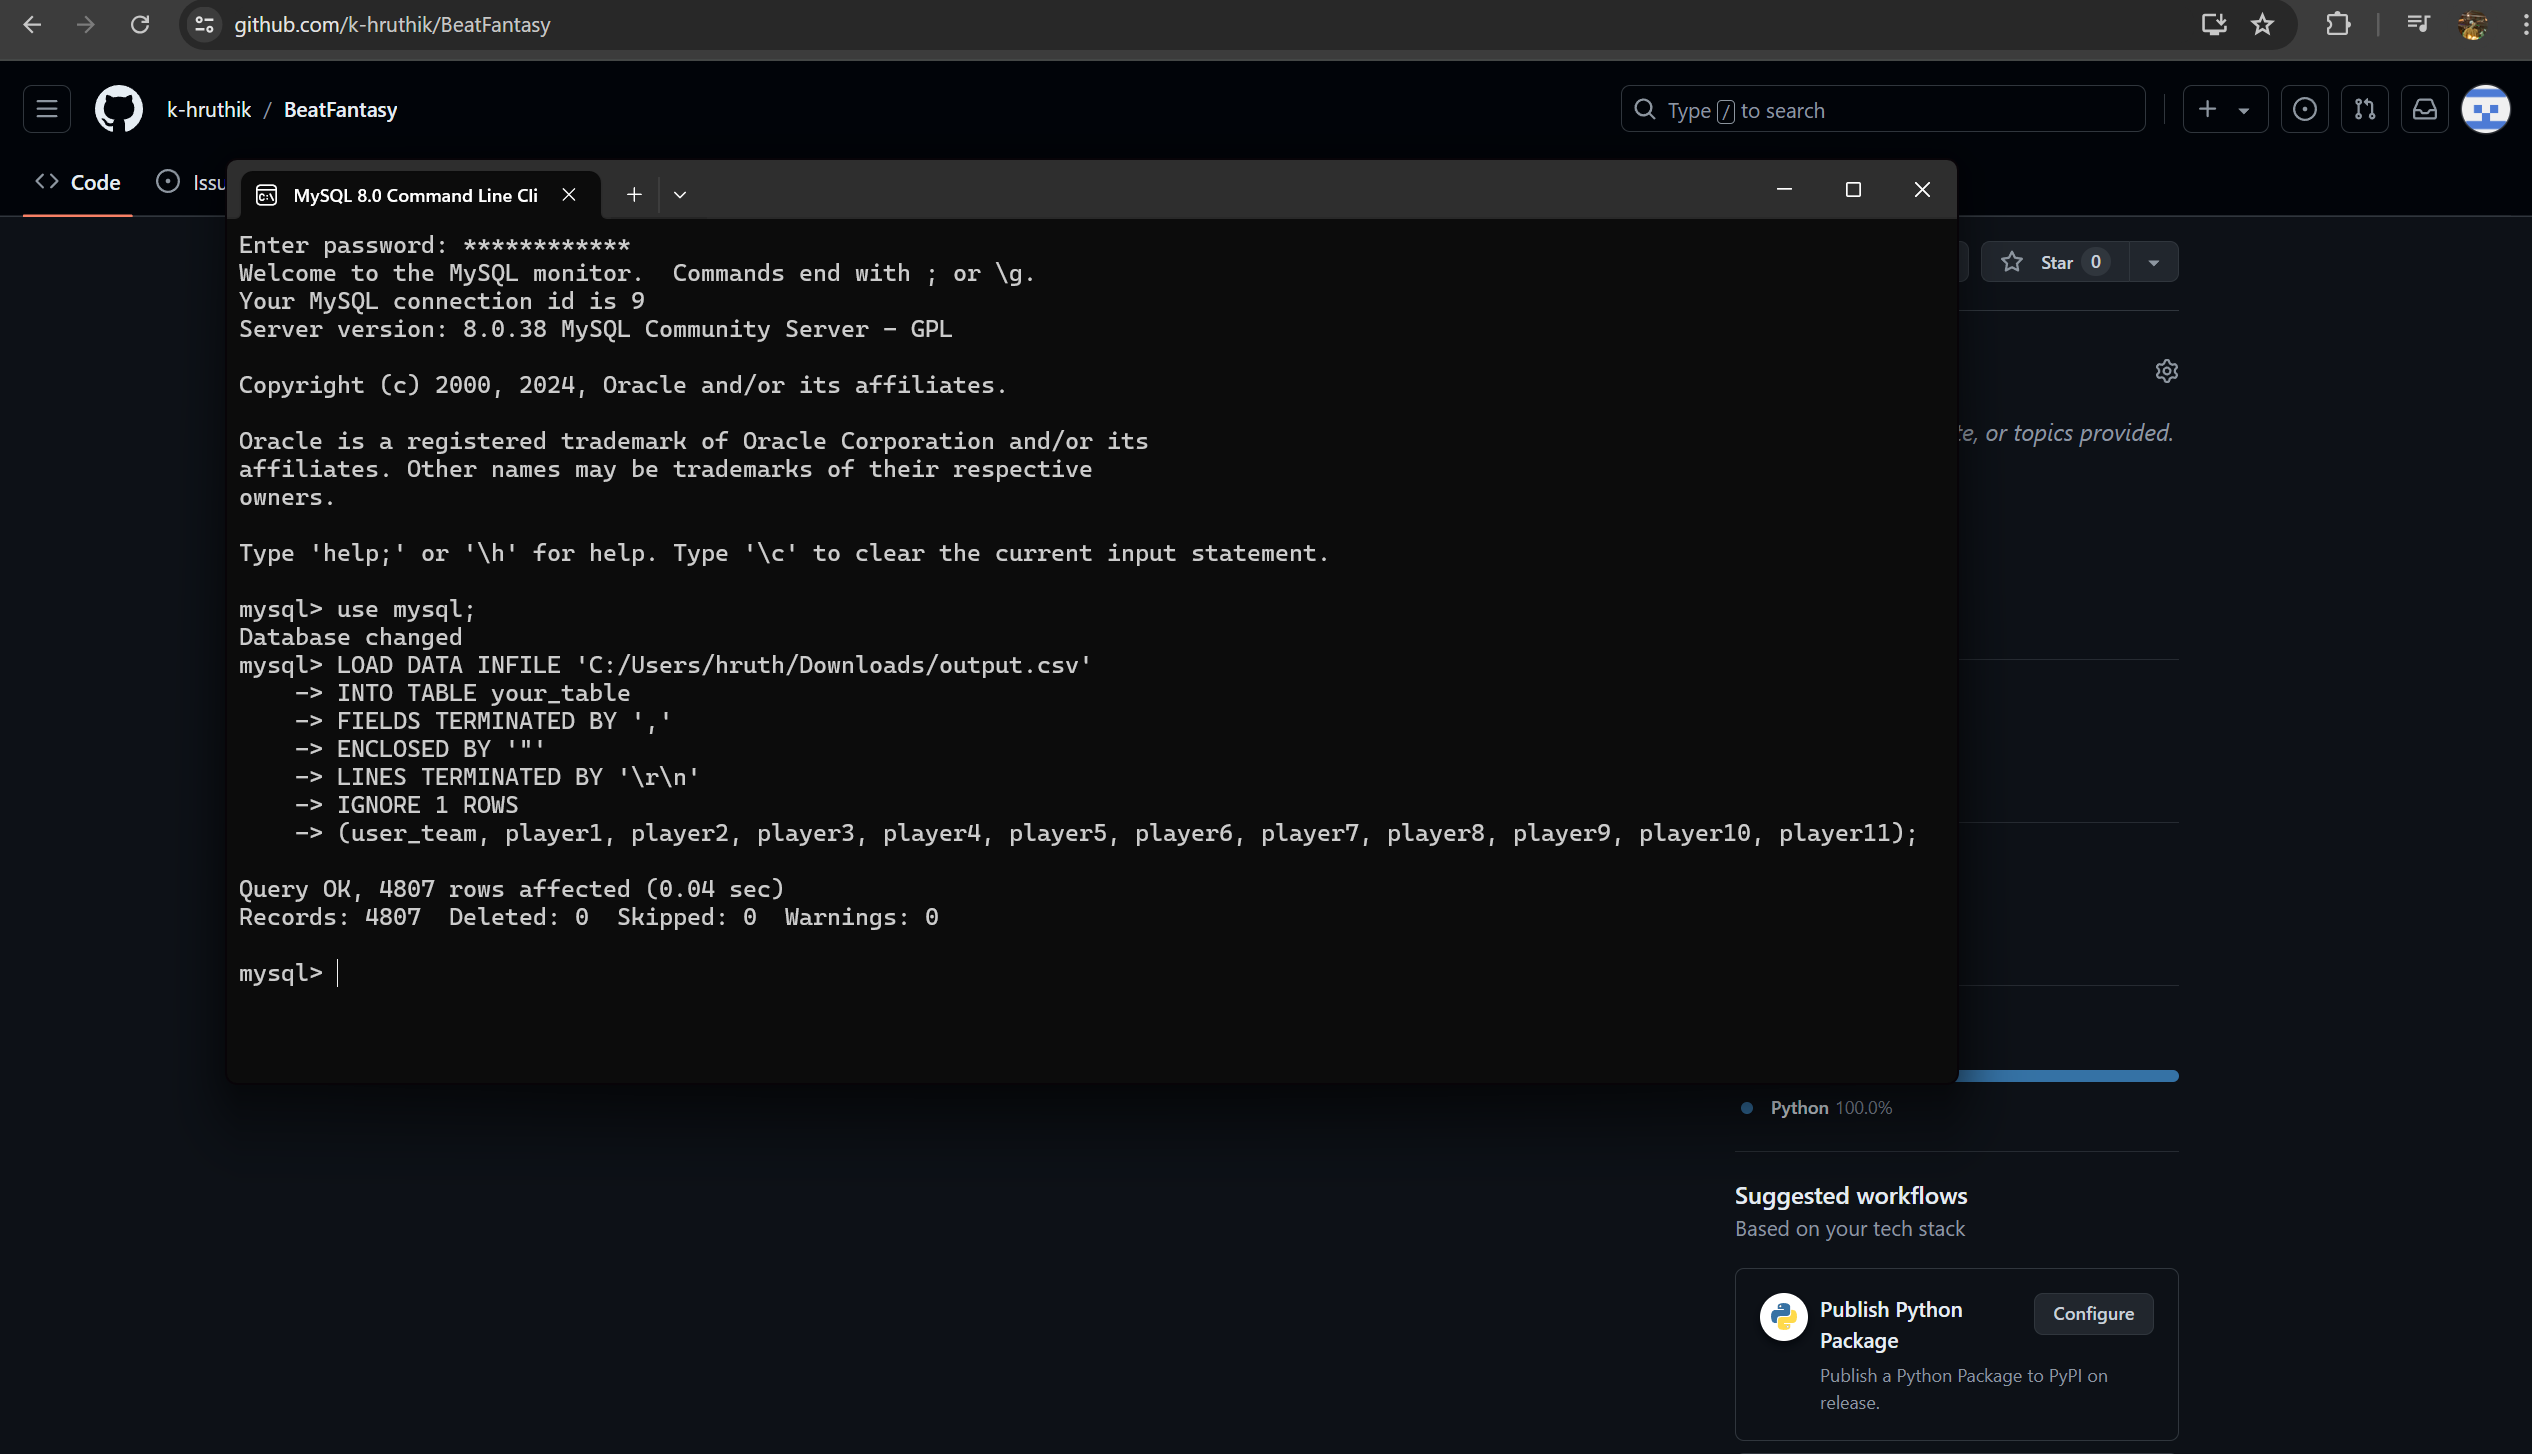 github.com/k-hruthik/BeatFantasy
k-hruthik / BeatFantasy
Type / to search
Code
Issu
MySQL 8.0 Command Line Cli
Star 0
Enter password: ************
Welcome to the MySQL monitor.  Commands end with ; or \g.
Your MySQL connection id is 9
Server version: 8.0.38 MySQL Community Server - GPL
Copyright (c) 2000, 2024, Oracle and/or its affiliates.
Oracle is a registered trademark of Oracle Corporation and/or its
affiliates. Other names may be trademarks of their respective
owners.
Type 'help;' or '\h' for help. Type '\c' to clear the current input statement.
mysql> use mysql;
Database changed
mysql> LOAD DATA INFILE 'C:/Users/hruth/Downloads/output.csv'
    -> INTO TABLE your_table
    -> FIELDS TERMINATED BY ','
    -> ENCLOSED BY '"'
    -> LINES TERMINATED BY '\r\n'
    -> IGNORE 1 ROWS
    -> (user_team, player1, player2, player3, player4, player5, player6, player7, player8, player9, player10, player11);
Query OK, 4807 rows affected (0.04 sec)
Records: 4807  Deleted: 0  Skipped: 0  Warnings: 0
mysql>
te, or topics provided.
Python 100.0%
Suggested workflows
Based on your tech stack
Publish Python
Package
Configure
Publish a Python Package to PyPI on
release.